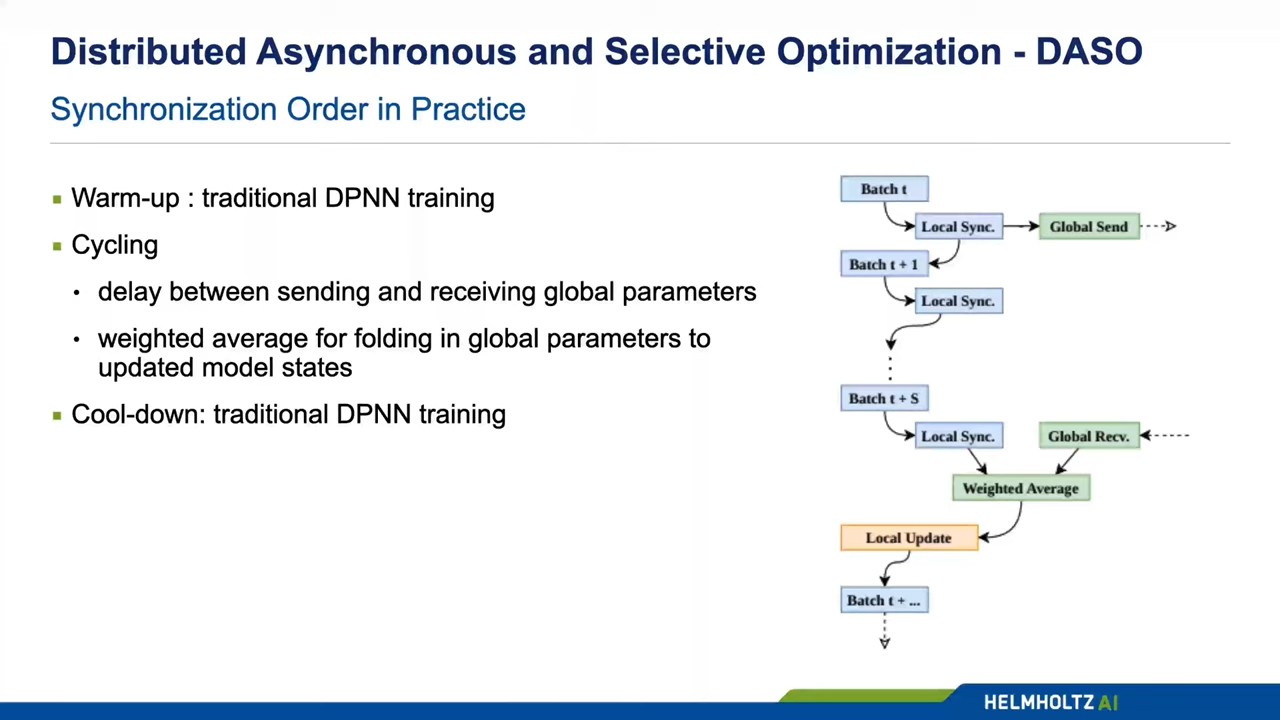 Distributed Asynchronous and Selective Optimization - DASO
Synchronization Order in Practice
Warm-up : traditional DPNN training
Cycling
delay between sending and receiving global parameters
weighted average for folding in global parameters to
updated model states
Cool-down: traditional DPNN training
Batch t
Local Sync.
Global Send
Batch t + 1
Local Sync.
Batch t + S
Local Sync.
Global Recv.
Weighted Average
Local Update
Batch t + ...
HELMHOLTZ AI